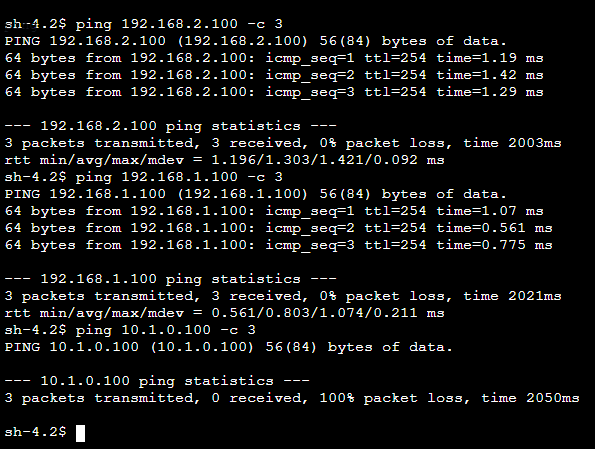 sh-4.2$ ping 192.168.2.100 -c 3
PING 192.168.2.100 (192.168.2.100) 56(84) bytes of data.
64 bytes from 192.168.2.100: icmp_seq=1 ttl=254 time=1.19 ms
64 bytes from 192.168.2.100: icmp_seq=2 ttl=254 time=1.42 ms
64 bytes from 192.168.2.100: icmp_seq=3 ttl=254 time=1.29 ms
--- 192.168.2.100 ping statistics ---
3 packets transmitted, 3 received, 0% packet loss, time 2003ms
rtt min/avg/max/mdev = 1.196/1.303/1.421/0.092 ms
sh-4.2$ ping 192.168.1.100 -c 3
PING 192.168.1.100 (192.168.1.100) 56(84) bytes of data.
64 bytes from 192.168.1.100: icmp_seq=1 ttl=254 time=1.07 ms
64 bytes from 192.168.1.100: icmp_seq=2 ttl=254 time=0.561 ms
64 bytes from 192.168.1.100: icmp_seq=3 ttl=254 time=0.775 ms
--- 192.168.1.100 ping statistics ---
3 packets transmitted, 3 received, 0% packet loss, time 2021ms
rtt min/avg/max/mdev = 0.561/0.803/1.074/0.211 ms
sh-4.2$ ping 10.1.0.100 -c 3
PING 10.1.0.100 (10.1.0.100) 56(84) bytes of data.
--- 10.1.0.100 ping statistics ---
3 packets transmitted, 0 received, 100% packet loss, time 2050ms
sh-4.2$